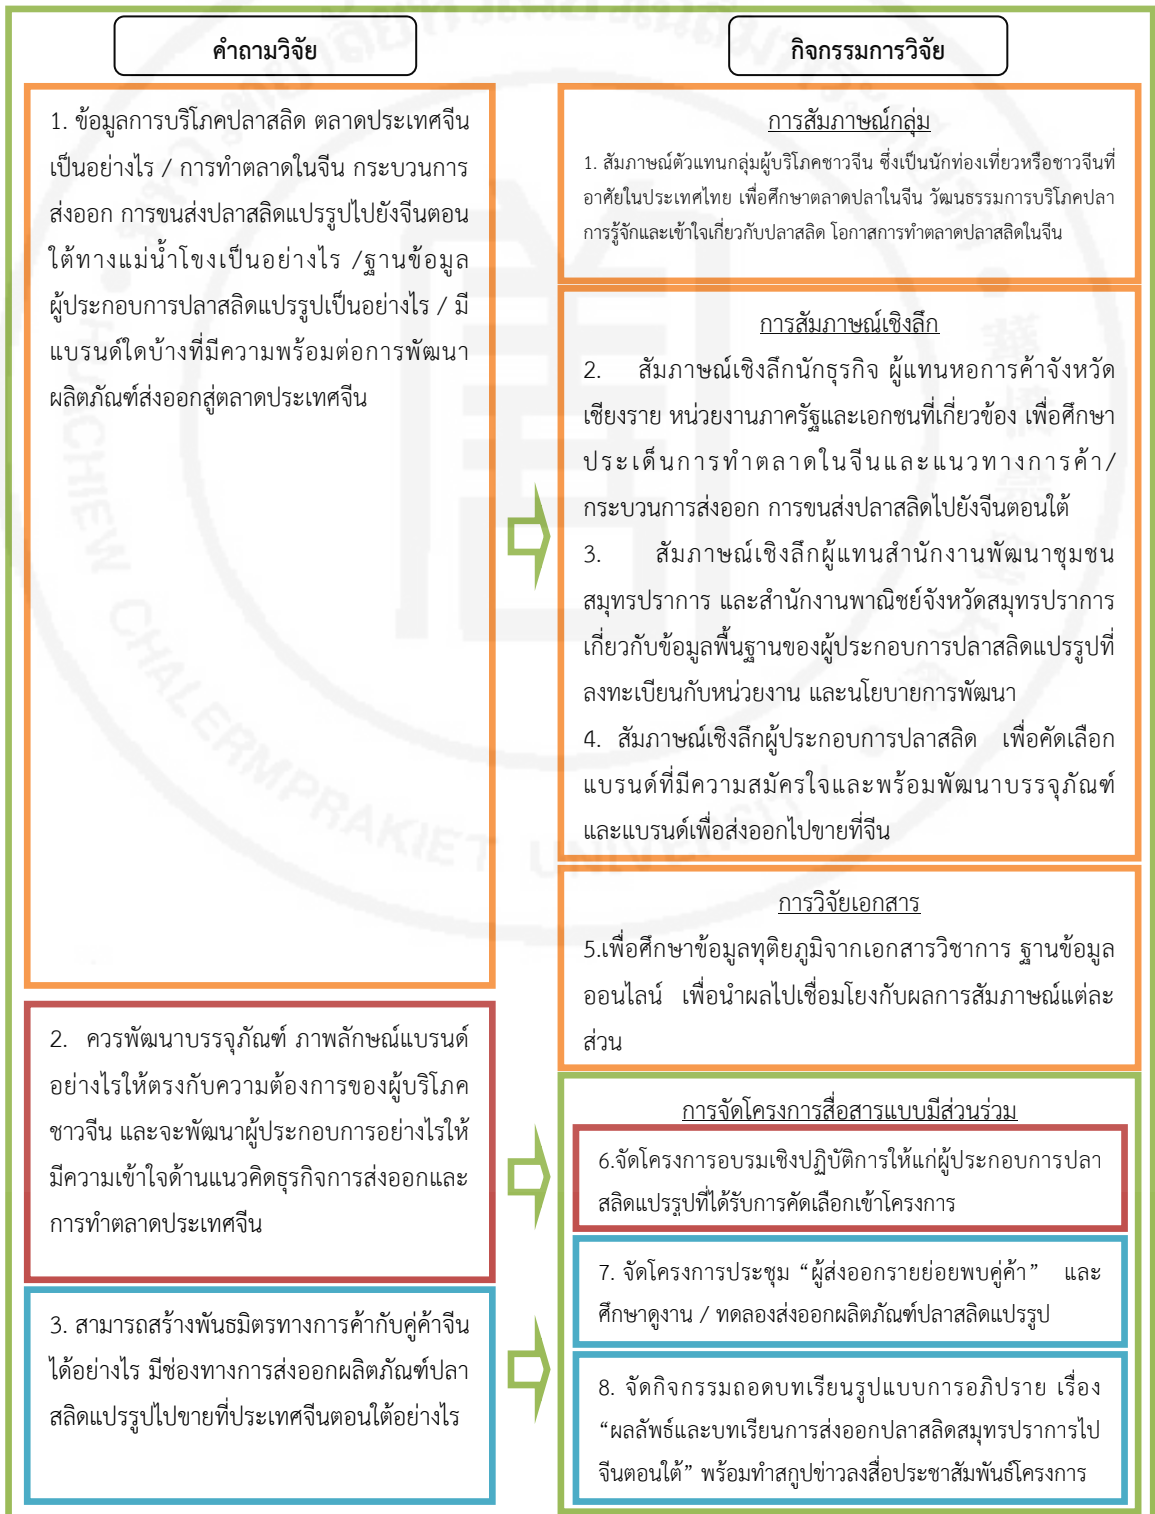 คำถามวิจัย
1. ข้อมูลการบริโภคปลาสลิด ตลาดประเทศจีน
เป็นอย่างไร / การทำตลาดในจีน กระบวนการ
ส่งออก การขนส่งปลาสลิดแปรรูปไปยังจีนตอน
ใต้ทางแม่น้ำโขงเป็นอย่างไร /ฐานข้อมูล
ผู้ประกอบการปลาสลิดแปรรูปเป็นอย่างไร / มี
แบรนด์ใดบ้างที่มีความพร้อมต่อการพัฒนา
ผลิตภัณฑ์ส่งออกสู่ตลาดประเทศจีน
2. ควรพัฒนาบรรจุภัณฑ์ ภาพลักษณ์แบรนด์
อย่างไรให้ตรงกับความต้องการของผู้บริโภค
ชาวจีน และจะพัฒนาผู้ประกอบการอย่างไรให้
มีความเข้าใจด้านแนวคิดธุรกิจการส่งออกและ
การทำตลาดประเทศจีน
3. สามารถสร้างพันธมิตรทางการค้ากับคู่ค้าจีน
ได้อย่างไร มีช่องทางการส่งออกผลิตภัณฑ์ปลา
สลิดแปรรูปไปขายที่ประเทศจีนตอนใต้อย่างไร
กิจกรรมการวิจัย
การสัมภาษณ์กลุ่ม
1. สัมภาษณ์ตัวแทนกลุ่มผู้บริโภคชาวจีน ซึ่งเป็นนักท่องเที่ยวหรือชาวจีนที่
อาศัยในประเทศไทย เพื่อศึกษาตลาดปลาในจีน วัฒนธรรมการบริโภคปลา
การรู้จักและเข้าใจเกี่ยวกับปลาสลิด โอกาสการทำตลาดปลาสลิดในจีน
การสัมภาษณ์เชิงลึก
2. สัมภาษณ์เชิงลึกนักธุรกิจ ผู้แทนหอการค้าจังหวัด
เชียงราย หน่วยงานภาครัฐและเอกชนที่เกี่ยวข้อง เพื่อศึกษา
ประเด็นการทำตลาดในจีนและแนวทางการค้า/
กระบวนการส่งออก การขนส่งปลาสลิดไปยังจีนตอนใต้
3. สัมภาษณ์เชิงลึกผู้แทนสำนักงานพัฒนาชุมชน
สมุทรปราการ และสำนักงานพาณิชย์จังหวัดสมุทรปราการ
เกี่ยวกับข้อมูลพื้นฐานของผู้ประกอบการปลาสลิดแปรรูปที่
ลงทะเบียนกับหน่วยงาน และนโยบายการพัฒนา
4. สัมภาษณ์เชิงลึกผู้ประกอบการปลาสลิด เพื่อคัดเลือก
แบรนด์ที่มีความสมัครใจและพร้อมพัฒนาบรรจุภัณฑ์
และแบรนด์เพื่อส่งออกไปขายที่จีน
การวิจัยเอกสาร
5.เพื่อศึกษาข้อมูลทุติยภูมิจากเอกสารวิชาการ ฐานข้อมูล
ออนไลน์ เพื่อนำผลไปเชื่อมโยงกับผลการสัมภาษณ์แต่ละ
ส่วน
การจัดโครงการสื่อสารแบบมีส่วนร่วม
6.จัดโครงการอบรมเชิงปฏิบัติการให้แก่ผู้ประกอบการปลา
สลิดแปรรูปที่ได้รับการคัดเลือกเข้าโครงการ
7. จัดโครงการประชุม “ผู้ส่งออกรายย่อยพบคู่ค้า” และ
ศึกษาดูงาน / ทดลองส่งออกผลิตภัณฑ์ปลาสลิดแปรรูป
8. จัดกิจกรรมถอดบทเรียนรูปแบบการอภิปราย เรื่อง
“ผลลัพธ์และบทเรียนการส่งออกปลาสลิดสมุทรปราการไป
จีนตอนใต้” พร้อมทำสกูปข่าวลงสื่อประชาสัมพันธ์โครงการ
HUACHIEW CHALERMPRAKIET UNIVERSITY